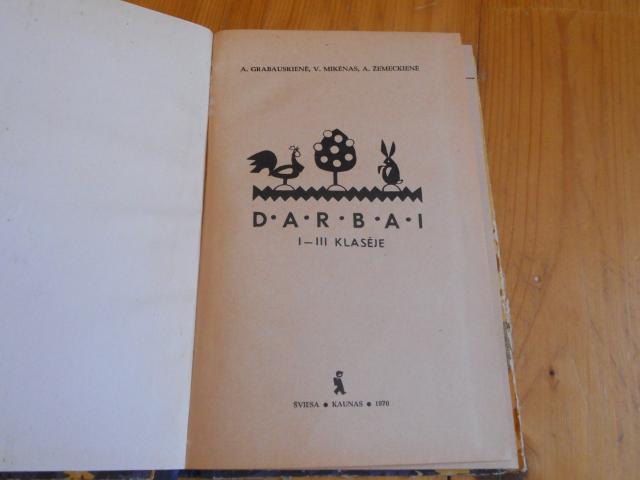 A. GRABAUSKIENĖ, V. MIKĖNAS, A. ŽEMECKIENĖ
D·A·R·B·A·I
I—III KLASĖJE
ŠVIESA ● KAUNAS ● 1970